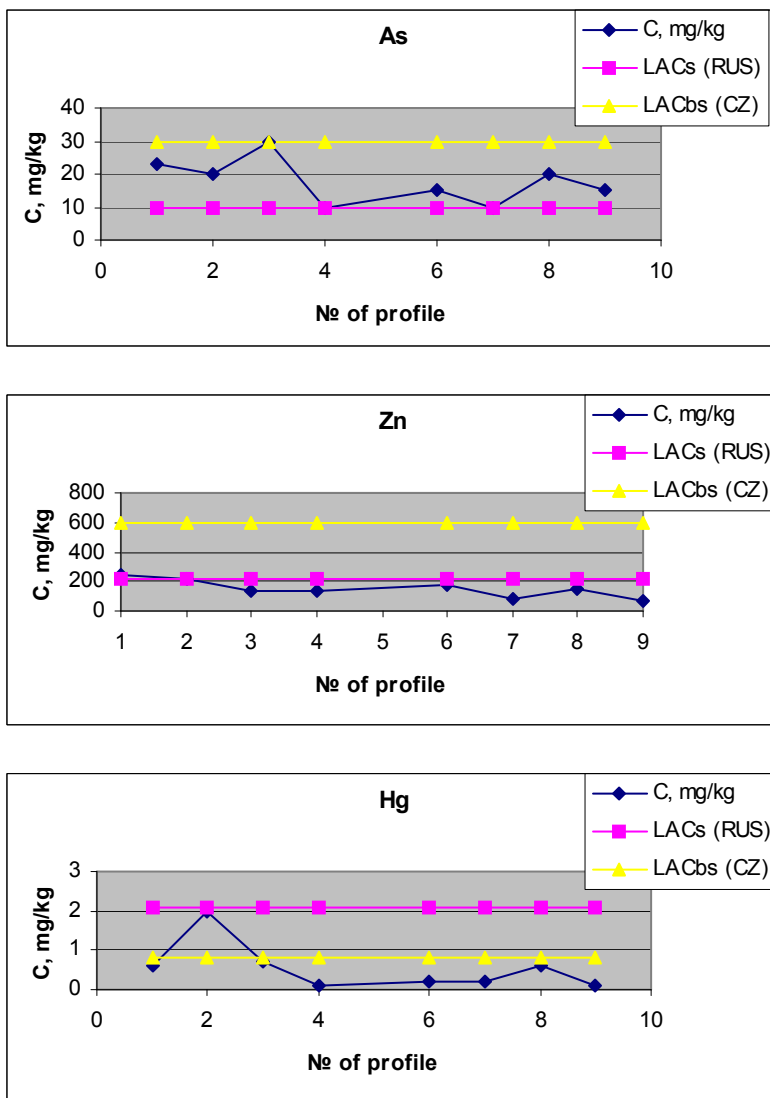 As
C, mg/kg
LACs (RUS)
LACbs (CZ)
C, mg/kg
40
30
20
10
0
0 2 4 6 8 10
№ of profile
Zn
C, mg/kg
LACs (RUS)
LACbs (CZ)
C, mg/kg
800
600
400
200
0
1 2 3 4 5 6 7 8 9
№ of profile
Hg
C, mg/kg
LACs (RUS)
LACbs (CZ)
C, mg/kg
3
2
1
0
0 2 4 6 8 10
№ of profile